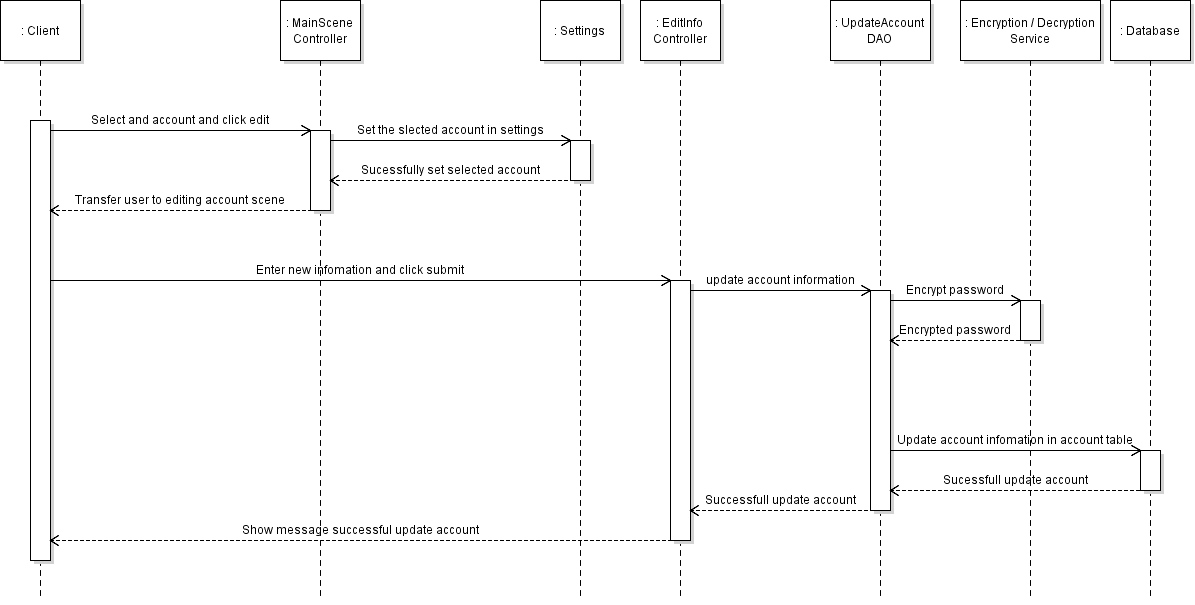 : Client
: MainScene
Controller
: Settings
: EditInfo
Controller
: UpdateAccount
DAO
: Encryption / Decryption
Service
: Database
Select and account and click edit
Set the slected account in settings
Sucessfully set selected account
Transfer user to editing account scene
Enter new infomation and click submit
update account information
Encrypt password
Encrypted password
Update account infomation in account table
Sucessfull update account
Successfull update account
Show message successful update account